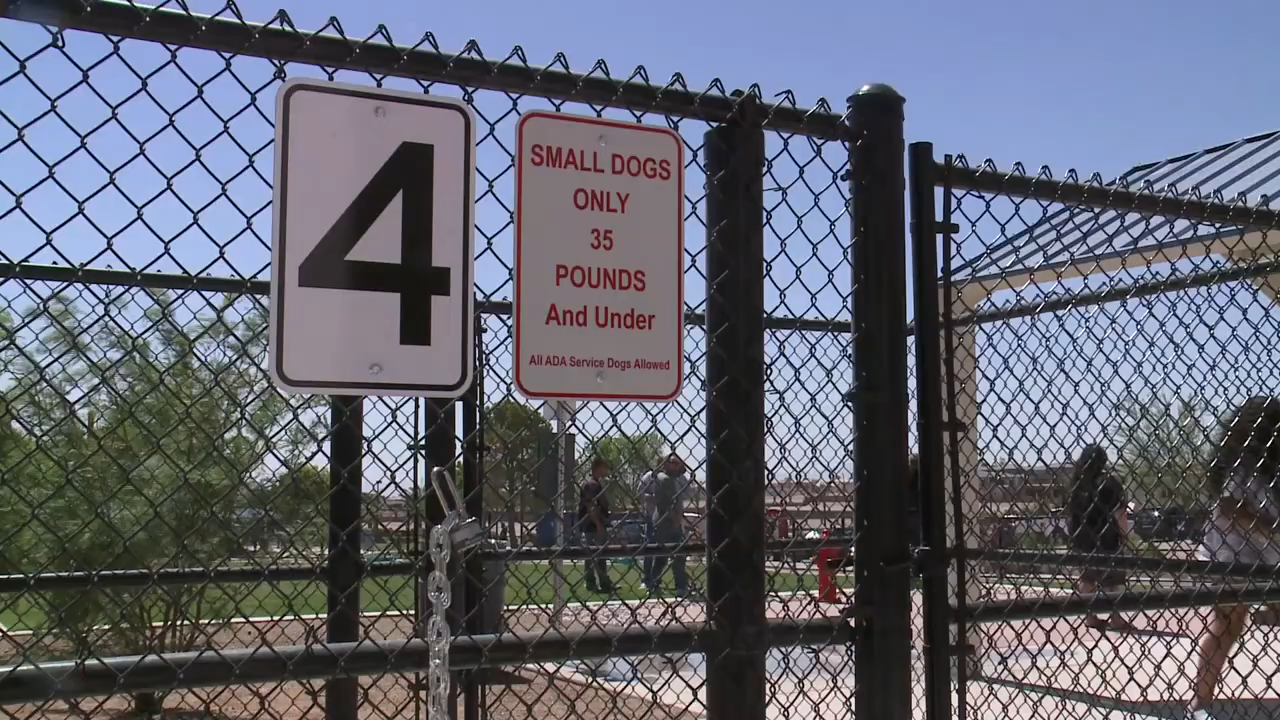 4
SMALL DOGS
ONLY
35
POUNDS
And Under
All ADA Service Dogs Allowed